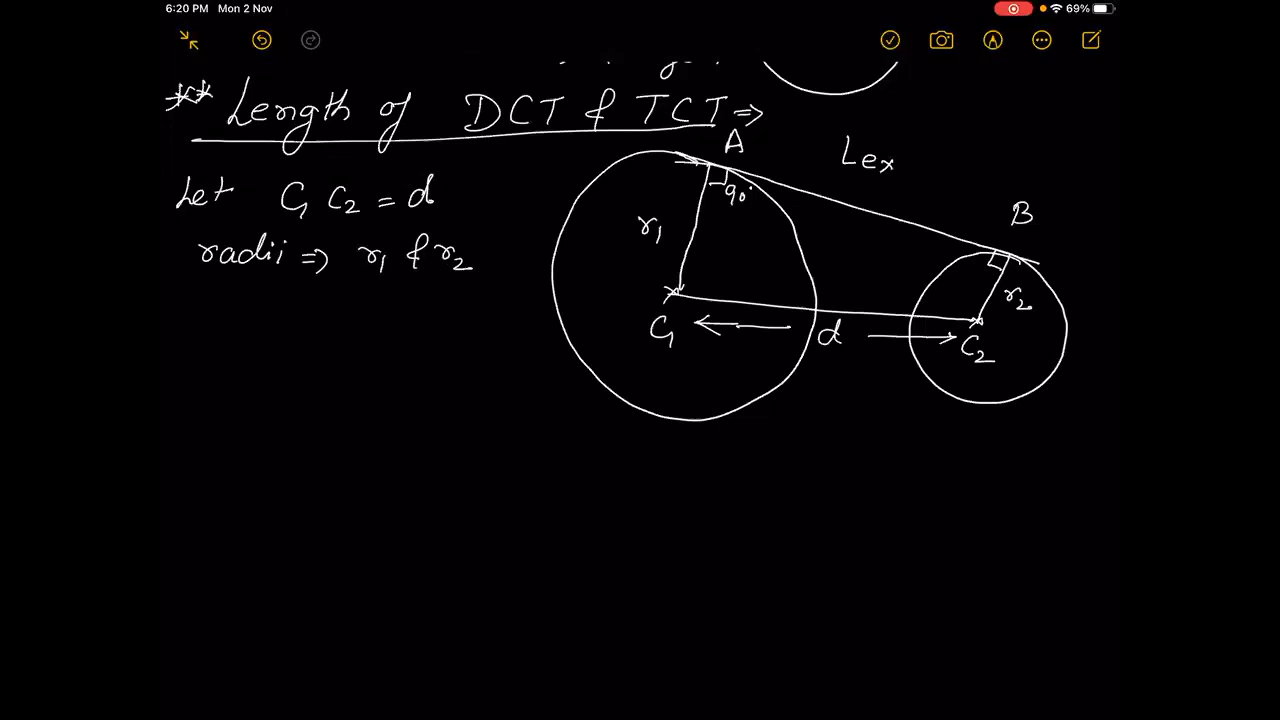 6:20 PM Mon 2 Nov
69%
** Length of DCT & TCT ⇒
A
Lex
Let C₁ C₂ = d
90°
B
r₁
radii ⇒ r₁ & r₂
r₂
C₁
d
C₂